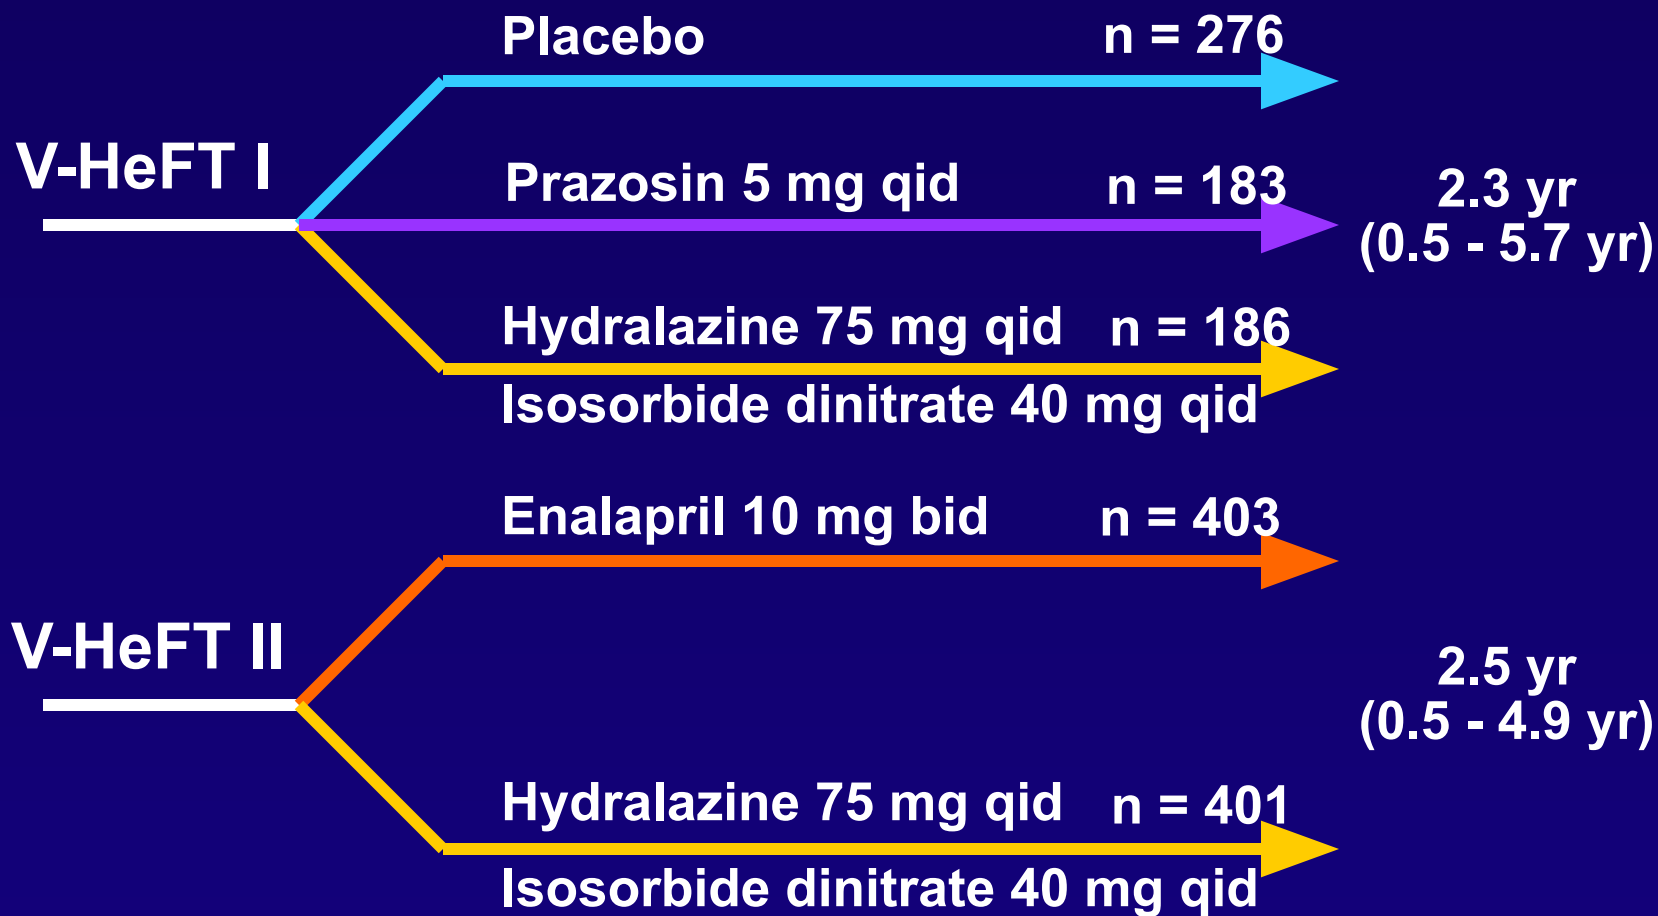 Placebo n = 276
V-HeFT I
Prazosin 5 mg qid n = 183
2.3 yr
(0.5 - 5.7 yr)
Hydralazine 75 mg qid n = 186
Isosorbide dinitrate 40 mg qid
Enalapril 10 mg bid n = 403
V-HeFT II
2.5 yr
(0.5 - 4.9 yr)
Hydralazine 75 mg qid n = 401
Isosorbide dinitrate 40 mg qid